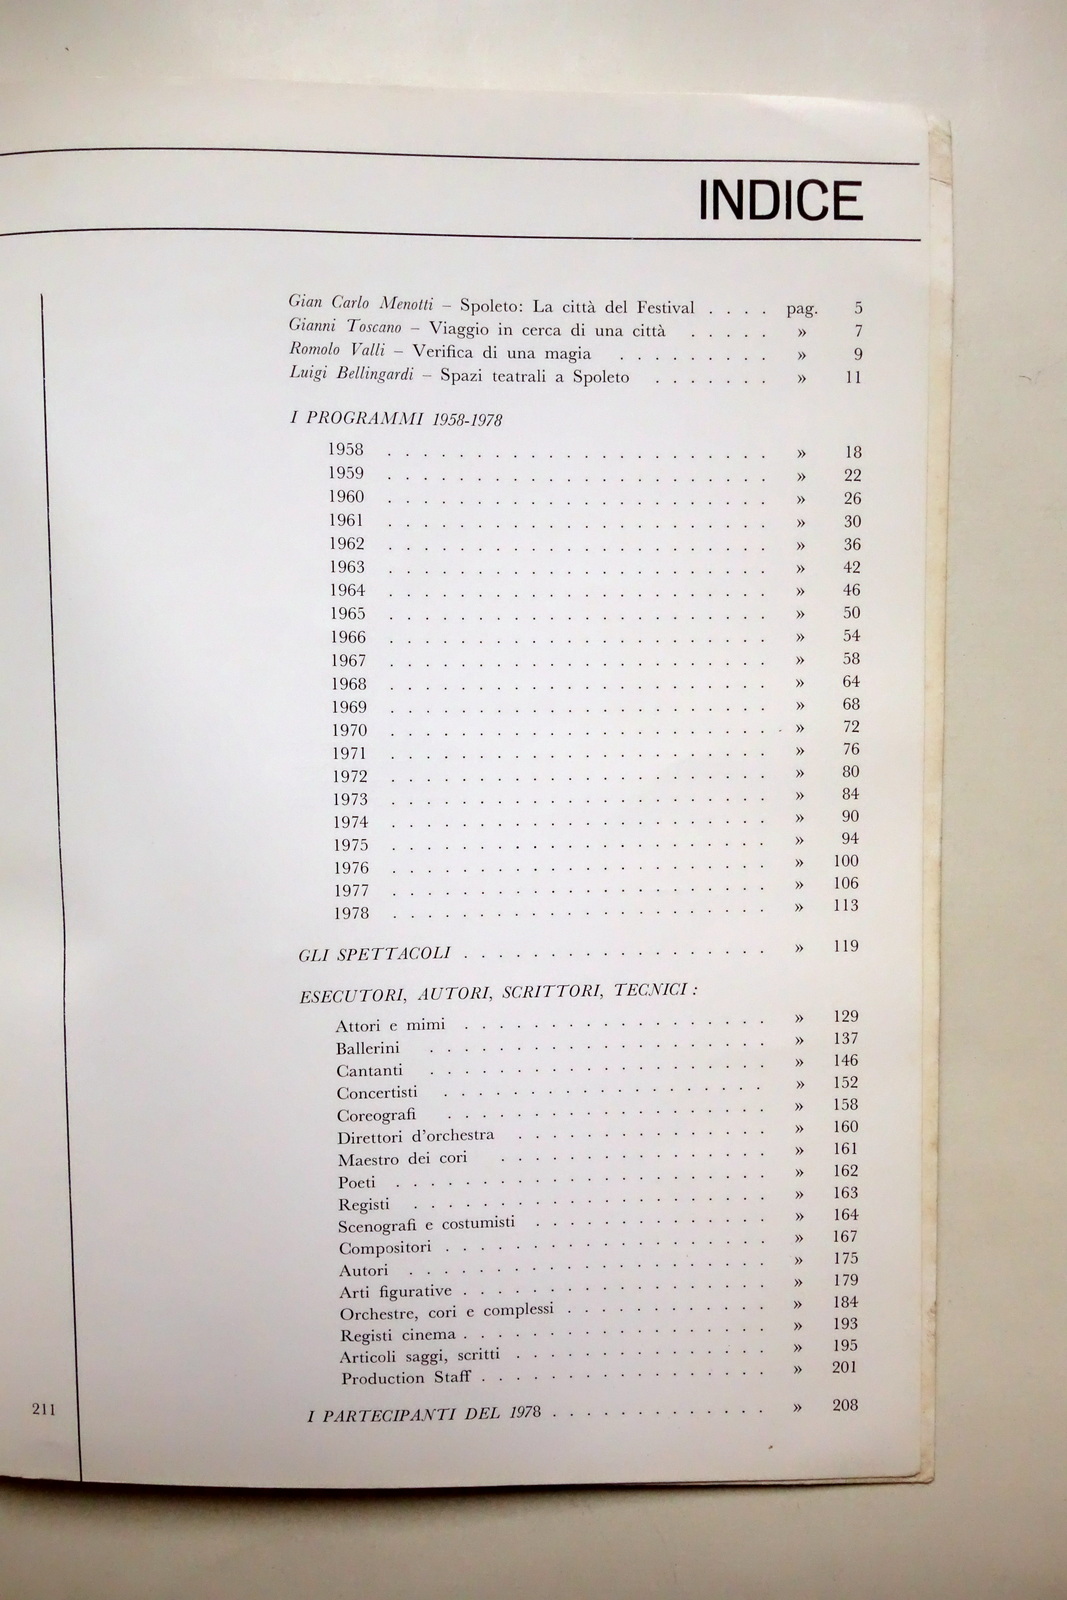 INDICE
Gian Carlo Menotti – Spoleto: La città del Festival . . . . pag. 5
Gianni Toscano – Viaggio in cerca di una città . . . . . » 7
Romolo Valli – Verifica di una magia . . . . . . . . . » 9
Luigi Bellingardi – Spazi teatrali a Spoleto . . . . . . . » 11
I PROGRAMMI 1958-1978
1958 . . . . . . . . . . . . . . . . . . . . . » 18
1959 . . . . . . . . . . . . . . . . . . . . . » 22
1960 . . . . . . . . . . . . . . . . . . . . . » 26
1961 . . . . . . . . . . . . . . . . . . . . . » 30
1962 . . . . . . . . . . . . . . . . . . . . . » 36
1963 . . . . . . . . . . . . . . . . . . . . . » 42
1964 . . . . . . . . . . . . . . . . . . . . . » 46
1965 . . . . . . . . . . . . . . . . . . . . . » 50
1966 . . . . . . . . . . . . . . . . . . . . . » 54
1967 . . . . . . . . . . . . . . . . . . . . . » 58
1968 . . . . . . . . . . . . . . . . . . . . . » 64
1969 . . . . . . . . . . . . . . . . . . . . . » 68
1970 . . . . . . . . . . . . . . . . . . . . . » 72
1971 . . . . . . . . . . . . . . . . . . . . . » 76
1972 . . . . . . . . . . . . . . . . . . . . . » 80
1973 . . . . . . . . . . . . . . . . . . . . . » 84
1974 . . . . . . . . . . . . . . . . . . . . . » 90
1975 . . . . . . . . . . . . . . . . . . . . . » 94
1976 . . . . . . . . . . . . . . . . . . . . . » 100
1977 . . . . . . . . . . . . . . . . . . . . . » 106
1978 . . . . . . . . . . . . . . . . . . . . . » 113
GLI SPETTACOLI . . . . . . . . . . . . . . . . . » 119
ESECUTORI, AUTORI, SCRITTORI, TECNICI :
Attori e mimi . . . . . . . . . . . . . . . . . » 129
Ballerini . . . . . . . . . . . . . . . . . . . » 137
Cantanti . . . . . . . . . . . . . . . . . . . » 146
Concertisti . . . . . . . . . . . . . . . . . . » 152
Coreografi . . . . . . . . . . . . . . . . . . » 158
Direttori d'orchestra . . . . . . . . . . . . . . » 160
Maestro dei cori . . . . . . . . . . . . . . . » 161
Poeti . . . . . . . . . . . . . . . . . . . . . » 162
Registi . . . . . . . . . . . . . . . . . . . . » 163
Scenografi e costumisti . . . . . . . . . . . . . » 164
Compositori . . . . . . . . . . . . . . . . . . » 167
Autori . . . . . . . . . . . . . . . . . . . . » 175
Arti figurative . . . . . . . . . . . . . . . . . » 179
Orchestre, cori e complessi . . . . . . . . . . . » 184
Registi cinema . . . . . . . . . . . . . . . . . » 193
Articoli saggi, scritti . . . . . . . . . . . . . . » 195
Production Staff . . . . . . . . . . . . . . . . » 201
I PARTECIPANTI DEL 1978 . . . . . . . . . . . . » 208
211